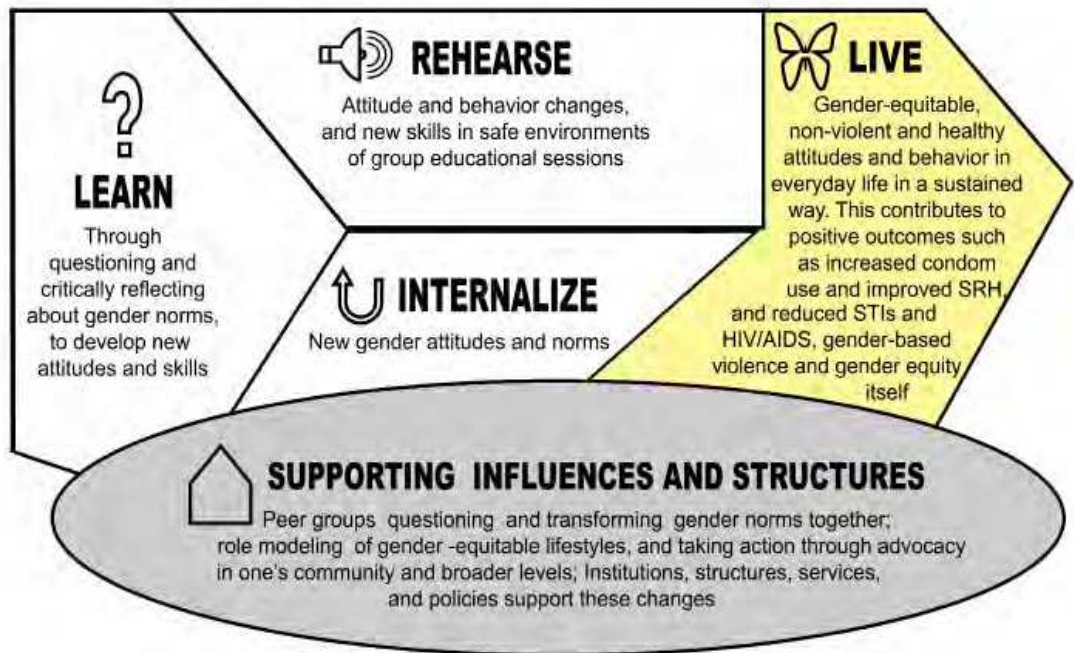 LEARN
Through
questioning and
critically reflecting
about gender norms,
to develop new
attitudes and skills
REHEARSE
Attitude and behavior changes,
and new skills in safe environments
of group educational sessions
INTERNALIZE
New gender attitudes and norms
LIVE
Gender-equitable,
non-violent and healthy
attitudes and behavior in
everyday life in a sustained
way. This contributes to
positive outcomes such
as increased condom
use and improved SRH,
and reduced STIs and
HIV/AIDS, gender-based
violence and gender equity
itself
SUPPORTING INFLUENCES AND STRUCTURES
Peer groups questioning and transforming gender norms together;
role modeling of gender -equitable lifestyles, and taking action through advocacy
in one's community and broader levels; Institutions, structures, services,
and policies support these changes